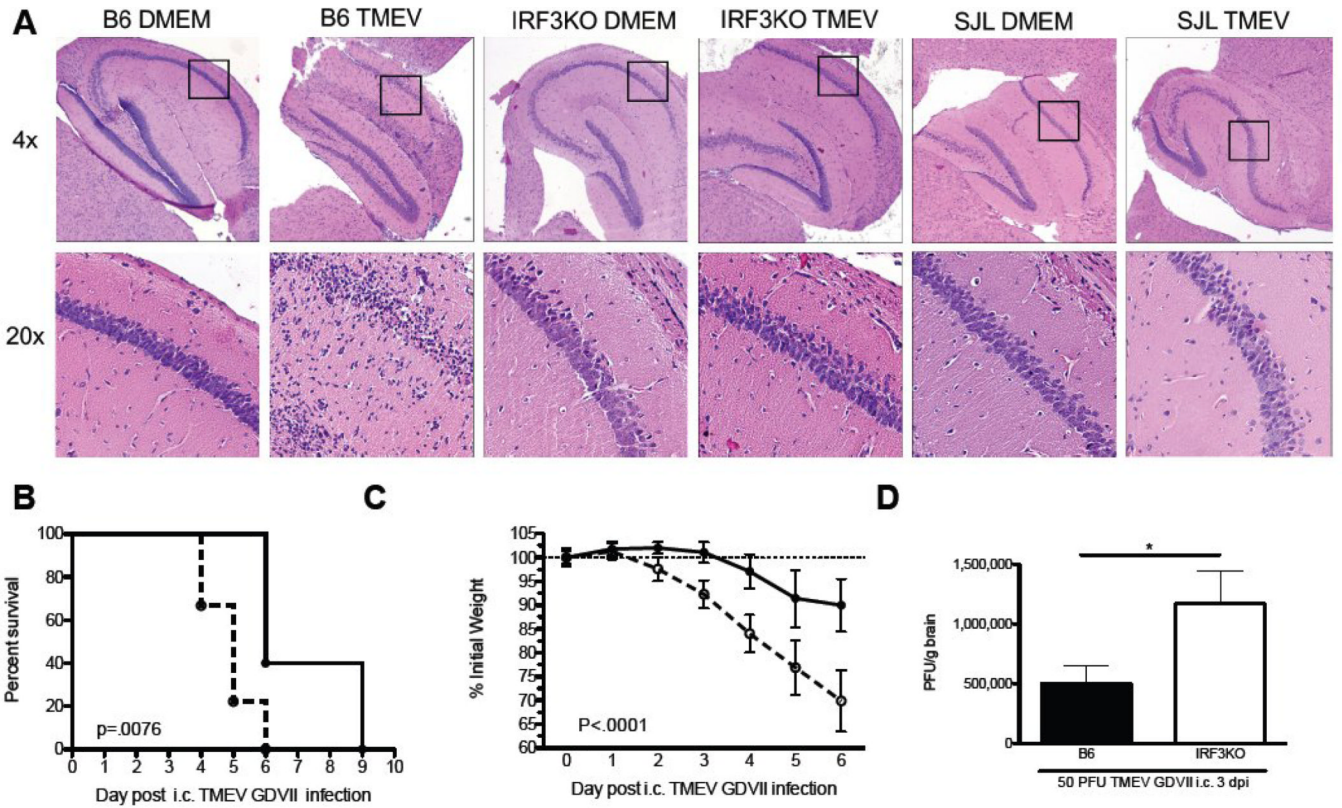 A
B6 DMEM B6 TMEV IRF3KO DMEM IRF3KO TMEV SJL DMEM SJL TMEV
4x
20x
B
100
80
60
40
20
0
Percent survival
p=.0076
0 1 2 3 4 5 6 7 8 9 10
Day post i.c. TMEV GDVII infection
C
105
100
95
90
85
80
75
70
65
60
% Initial Weight
P<.0001
0 1 2 3 4 5 6
Day post i.c. TMEV GDVII infection
D
*
1,500,000
1,000,000
500,000
0
PFU/g brain
B6 IRF3KO
50 PFU TMEV GDVII i.c. 3 dpi